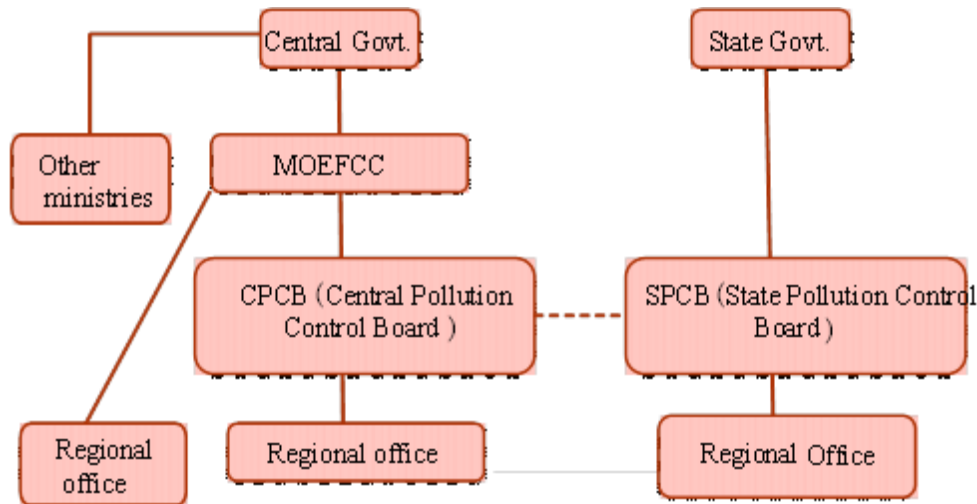 Central Govt.
State Govt.
Other
ministries
MOEFCC
CPCB (Central Pollution
Control Board )
SPCB (State Pollution Control
Board )
Regional
office
Regional office
Regional Office